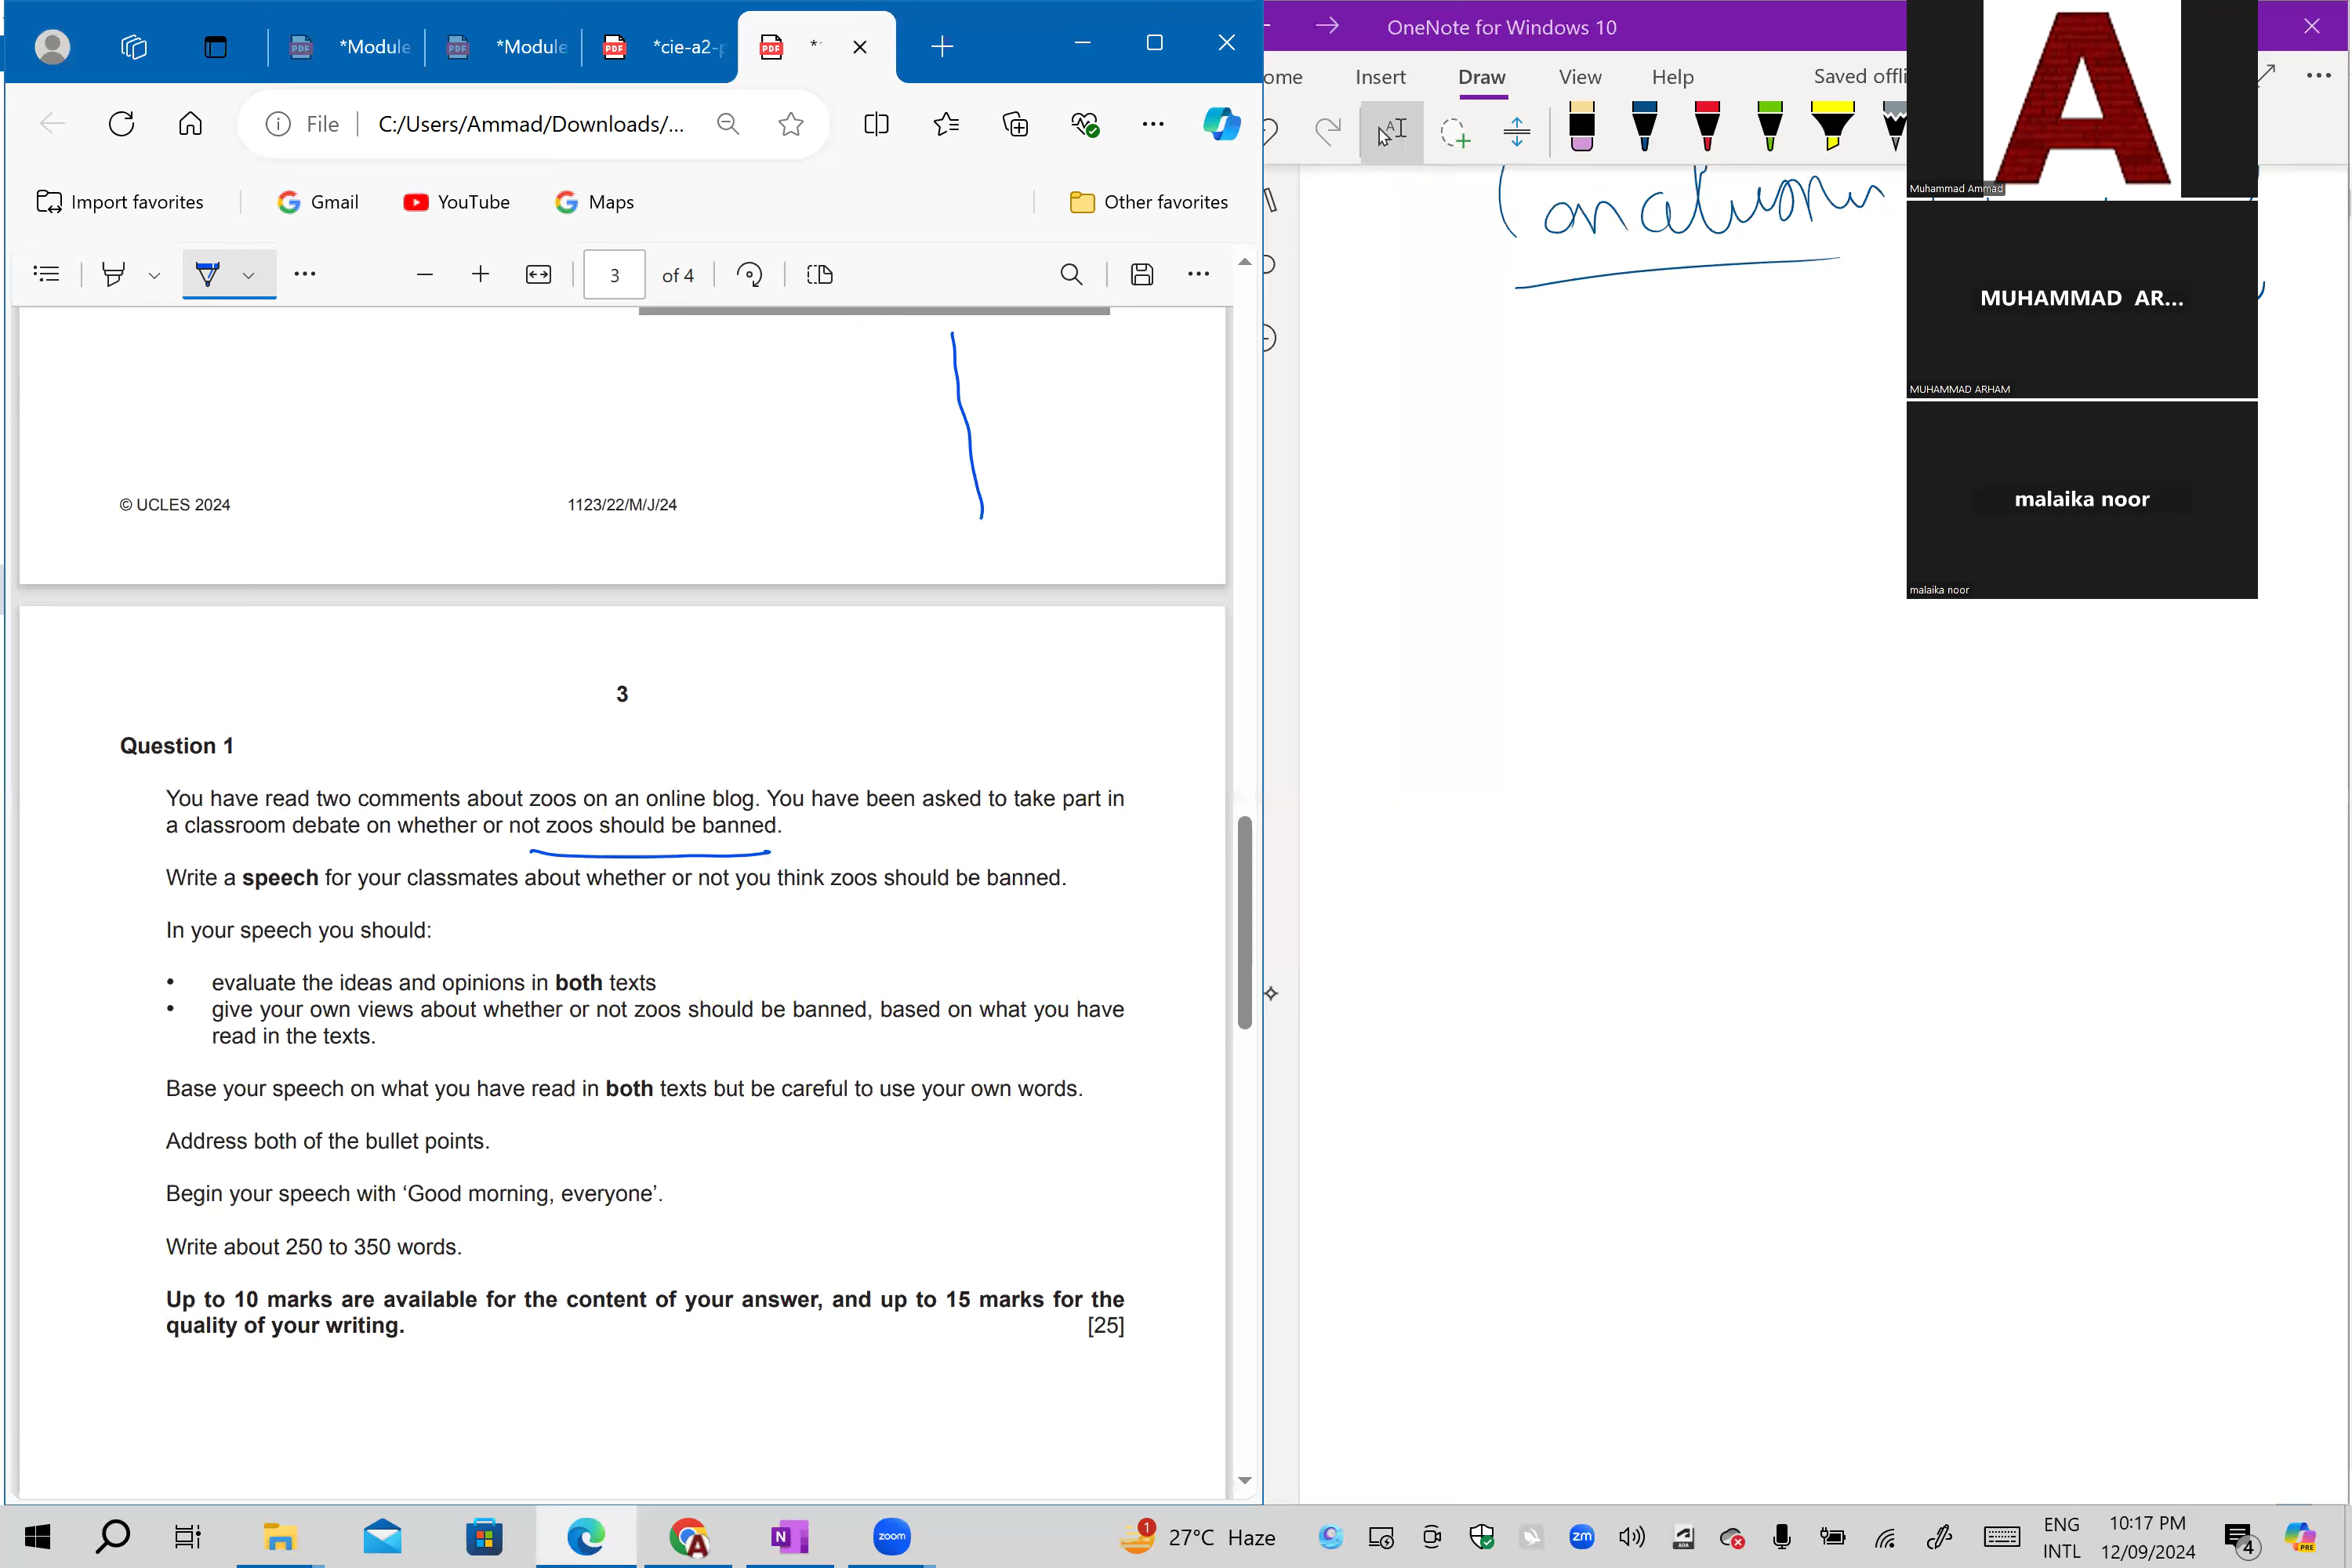 *Module
*Module
*cie-a2-p
File
C:/Users/Ammad/Downloads/...
Import favorites
Gmail
YouTube
Maps
Other favorites
3
of 4
© UCLES 2024
1123/22/M/J/24
3
Question 1
You have read two comments about zoos on an online blog. You have been asked to take part in
a classroom debate on whether or not zoos should be banned.
Write a speech for your classmates about whether or not you think zoos should be banned.
In your speech you should:
• evaluate the ideas and opinions in both texts
• give your own views about whether or not zoos should be banned, based on what you have
read in the texts.
Base your speech on what you have read in both texts but be careful to use your own words.
Address both of the bullet points.
Begin your speech with ‘Good morning, everyone’.
Write about 250 to 350 words.
Up to 10 marks are available for the content of your answer, and up to 15 marks for the
quality of your writing. [25]
OneNote for Windows 10
ome
Insert
Draw
View
Help
Saved offli
A
Muhammad Ammad
MUHAMMAD AR...
MUHAMMAD ARHAM
malaika noor
malaika noor
zoom
1
27°C Haze
zm
ENG
INTL
10:17 PM
12/09/2024
4
PRE